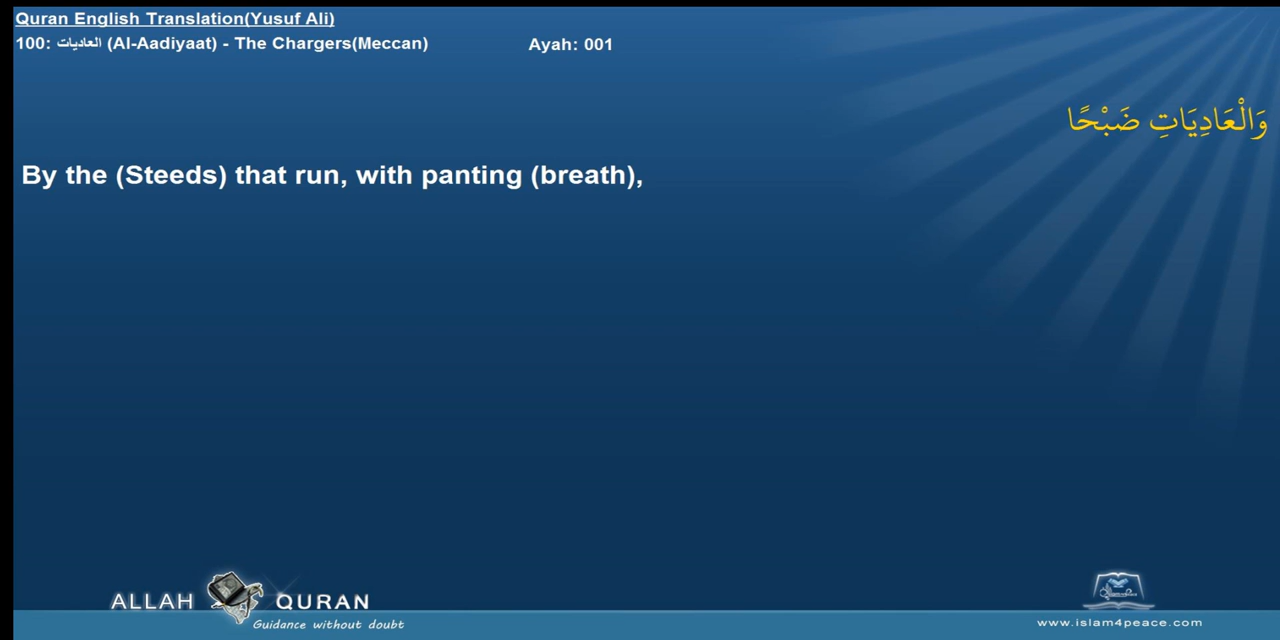 Quran English Translation(Yusuf Ali)
100: العاديات (Al-Aadiyaat) - The Chargers(Meccan) Ayah: 001
وَالْعَادِيَاتِ ضَبْحًا
By the (Steeds) that run, with panting (breath),
ALLAH QURAN
Guidance without doubt
www.islam4peace.com